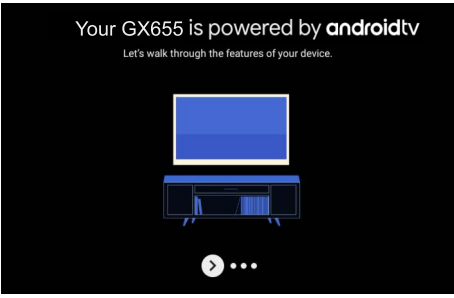 Your GX655 is powered by androidtv
Let's walk through the features of your device.